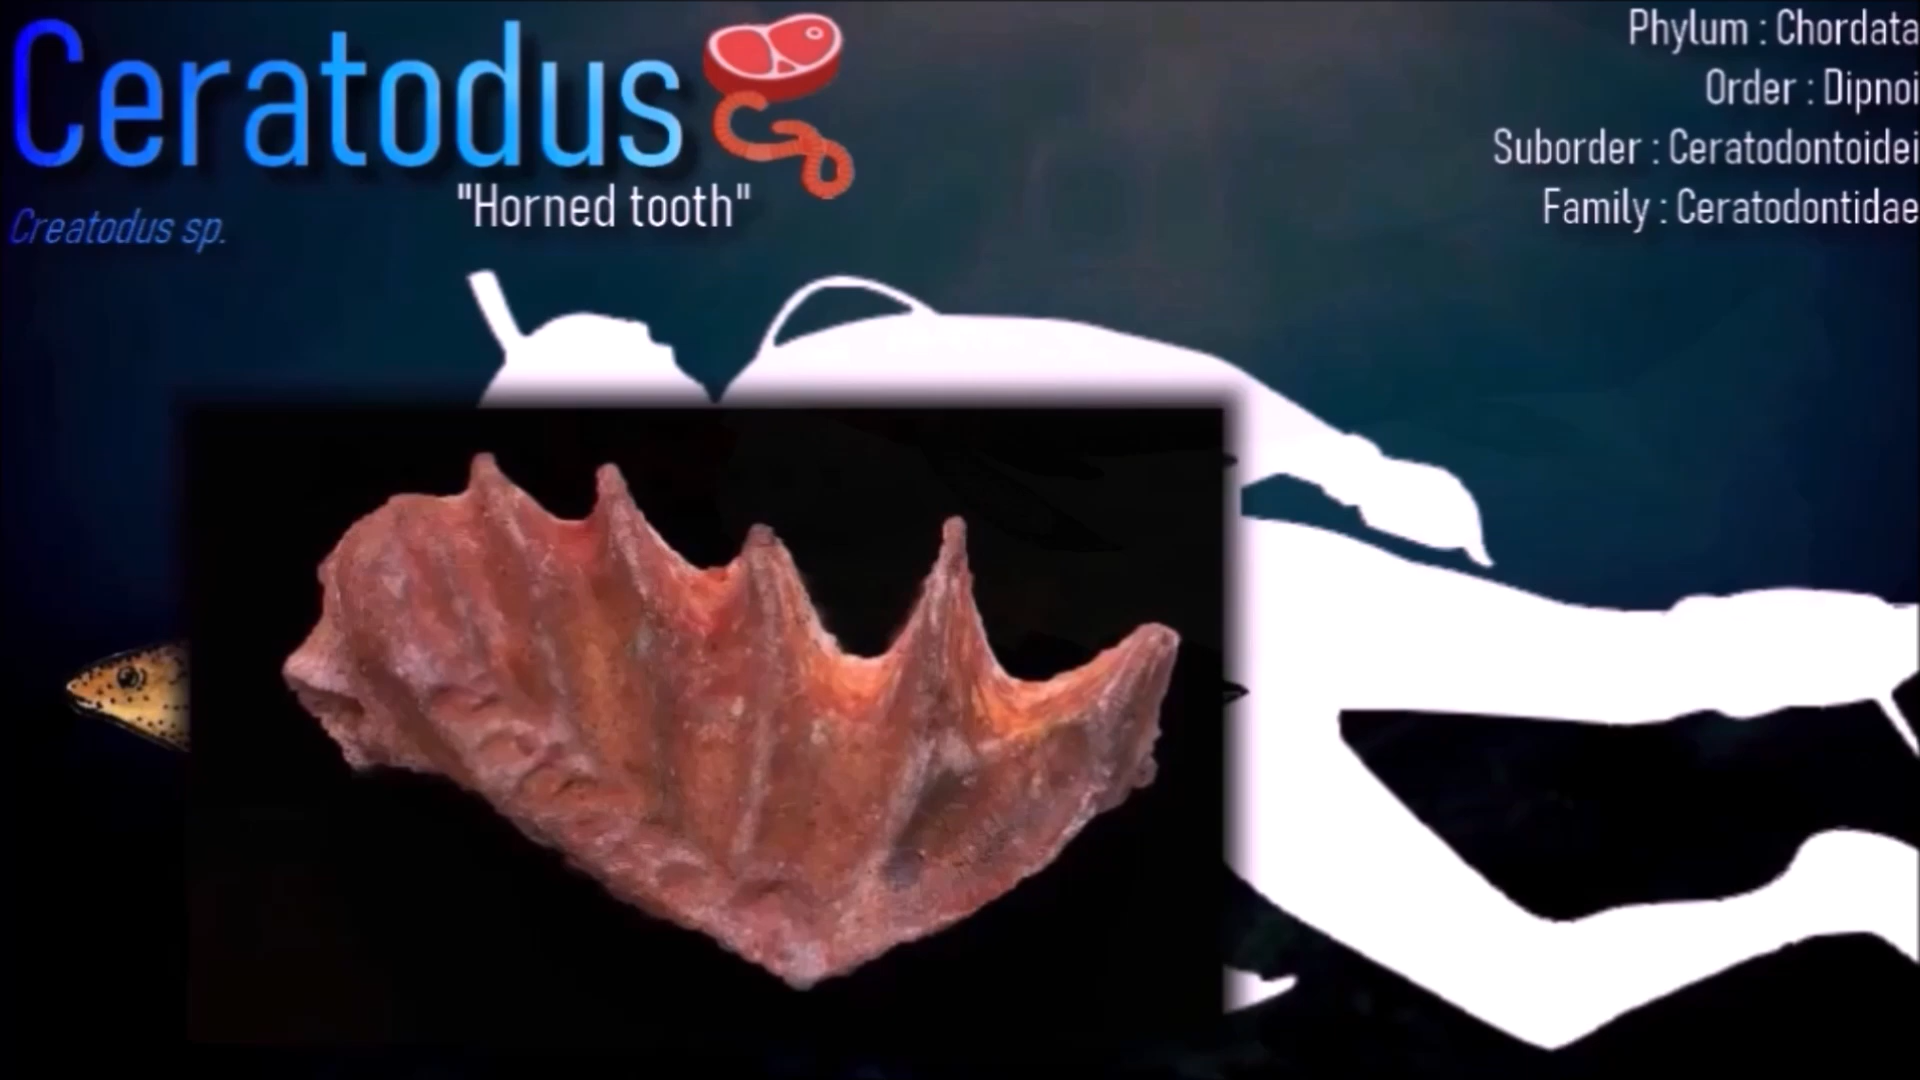 Ceratodus
"Horned tooth"
Creatodus sp.
Phylum : Chordata
Order : Dipnoi
Suborder : Ceratodontoidei
Family : Ceratodontidae